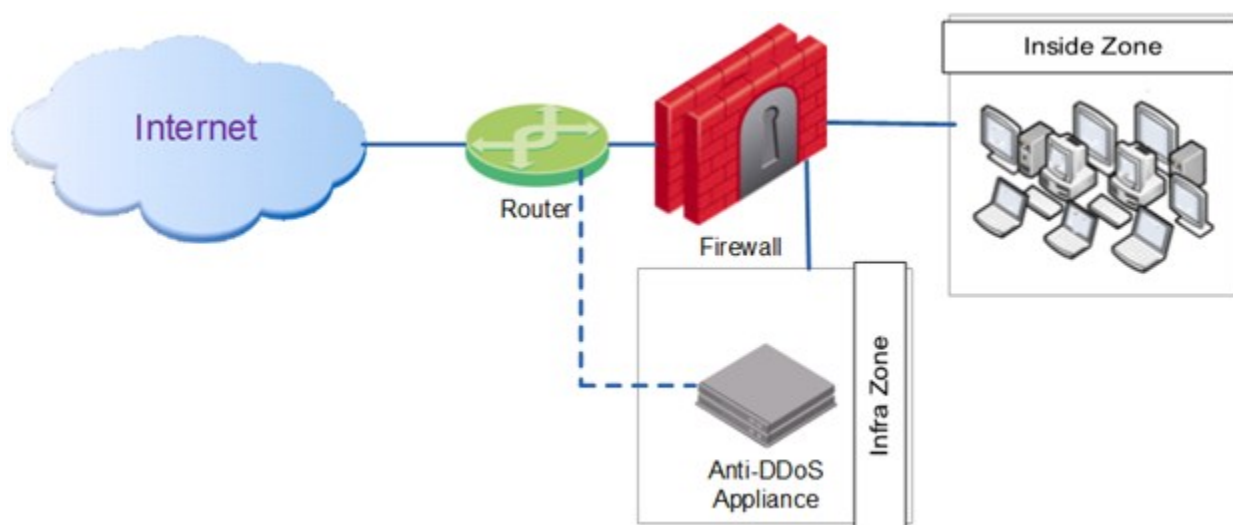 Internet
Router
Firewall
Inside Zone
Infra Zone
Anti-DDoS
Appliance